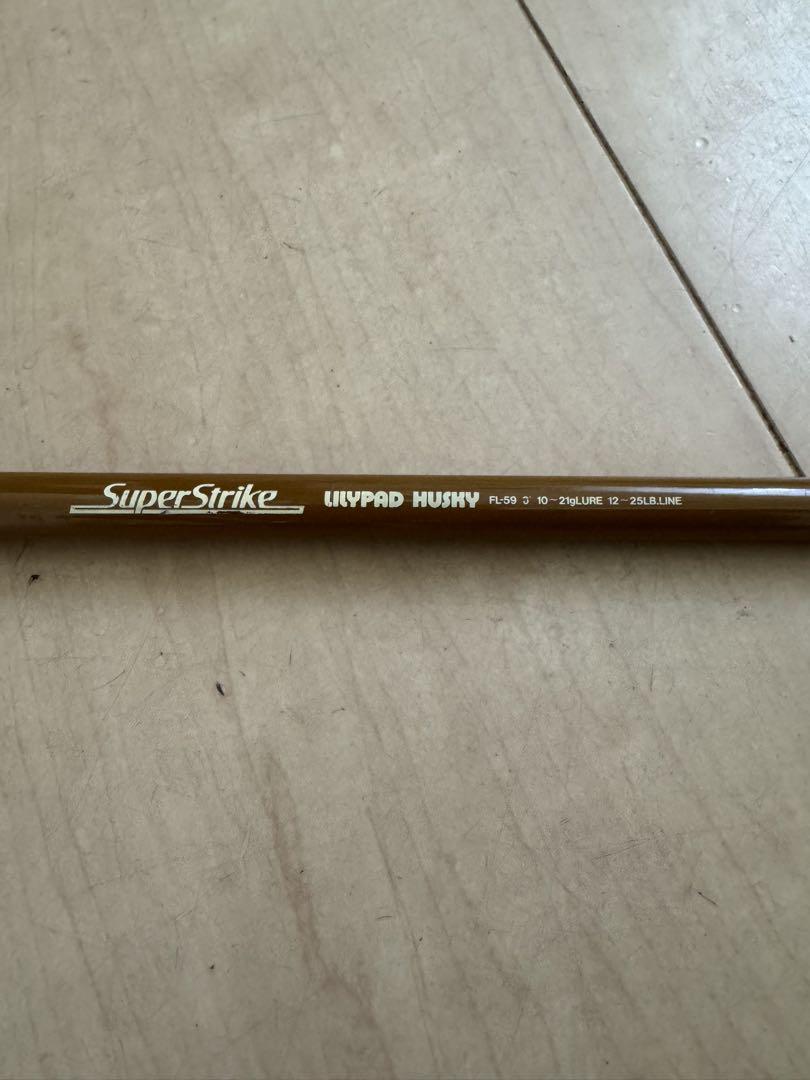 SuperStrike LILYPAD HUSKY FL-59 10~21gLURE 12~25LB.LINE